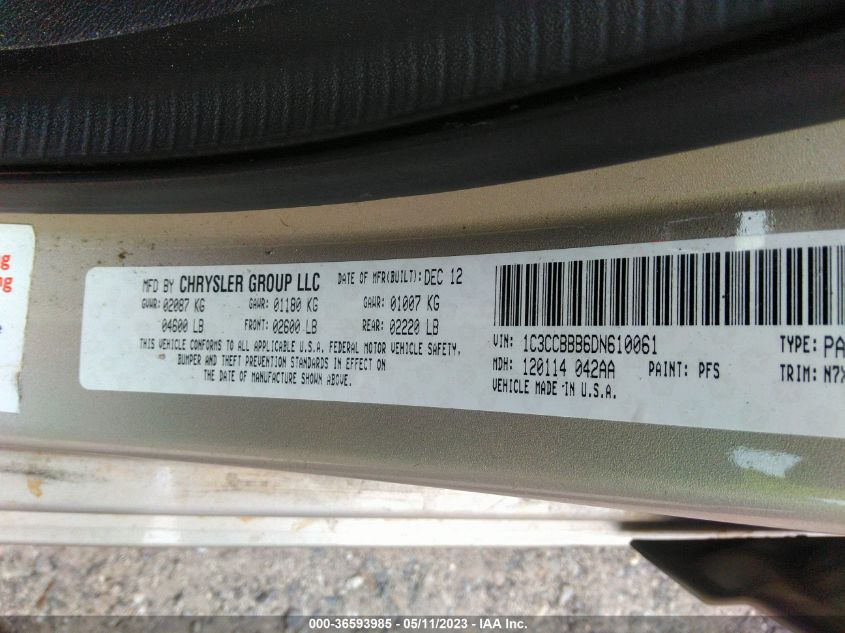 ng
ng
e
MFD BY CHRYSLER GROUP LLC DATE OF MFR(BUILT): DEC 12
GVWR: 02087 KG GAWR: 01180 KG GAWR: 01007 KG
04600 LB FRONT: 02600 LB REAR: 02220 LB
THIS VEHICLE CONFORMS TO ALL APPLICABLE U.S.A. FEDERAL MOTOR VEHICLE SAFETY,
BUMPER AND THEFT PREVENTION STANDARDS IN EFFECT ON
THE DATE OF MANUFACTURE SHOWN ABOVE.
VIN: 1C3CCBBB6DN610061 TYPE: PA
MDH: 120114 042AA PAINT: PFS TRIM: N7X
VEHICLE MADE IN U.S.A.
000-36593985 - 05/11/2023 - IAA Inc.